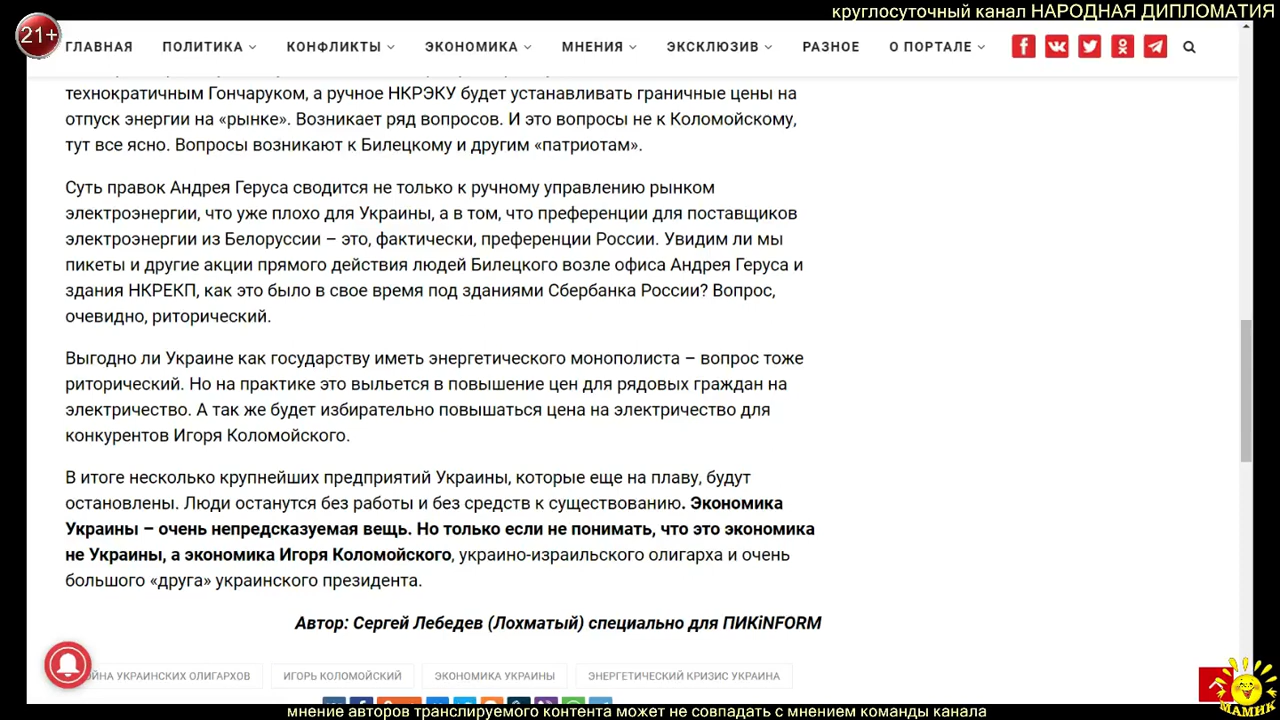 круглосуточный канал НАРОДНАЯ ДИПЛОМАТИЯ
21+
ГЛАВНАЯ ПОЛИТИКА КОНФЛИКТЫ ЭКОНОМИКА МНЕНИЯ ЭКСКЛЮЗИВ РАЗНОЕ О ПОРТАЛЕ
технократичным Гончаруком, а ручное НКРЭКУ будет устанавливать граничные цены на
отпуск энергии на «рынке». Возникает ряд вопросов. И это вопросы не к Коломойскому,
тут все ясно. Вопросы возникают к Билецкому и другим «патриотам».
Суть правок Андрея Геруса сводится не только к ручному управлению рынком
электроэнергии, что уже плохо для Украины, а в том, что преференции для поставщиков
электроэнергии из Белоруссии – это, фактически, преференции России. Увидим ли мы
пикеты и другие акции прямого действия людей Билецкого возле офиса Андрея Геруса и
здания НКРЕКП, как это было в свое время под зданиями Сбербанка России? Вопрос,
очевидно, риторический.
Выгодно ли Украине как государству иметь энергетического монополиста – вопрос тоже
риторический. Но на практике это выльется в повышение цен для рядовых граждан на
электричество. А так же будет избирательно повышаться цена на электричество для
конкурентов Игоря Коломойского.
В итоге несколько крупнейших предприятий Украины, которые еще на плаву, будут
остановлены. Люди останутся без работы и без средств к существованию. Экономика
Украины – очень непредсказуемая вещь. Но только если не понимать, что это экономика
не Украины, а экономика Игоря Коломойского, украино-израильского олигарха и очень
большого «друга» украинского президента.
Автор: Сергей Лебедев (Лохматый) специально для ПИКiNFORM
УКРАИНСКИХ ОЛИГАРХОВ ИГОРЬ КОЛОМОЙСКИЙ ЭКОНОМИКА УКРАИНЫ ЭНЕРГЕТИЧЕСКИЙ КРИЗИС УКРАИНА
МАМИК
мнение авторов транслируемого контента может не совпадать с мнением команды канала